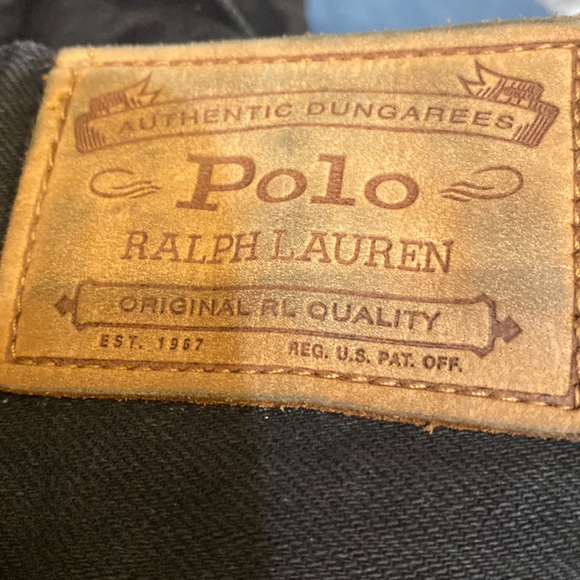 AUTHENTIC DUNGAREES
Polo
RALPH LAUREN
ORIGINAL RL QUALITY
EST. 1967 REG. U.S. PAT. OFF.